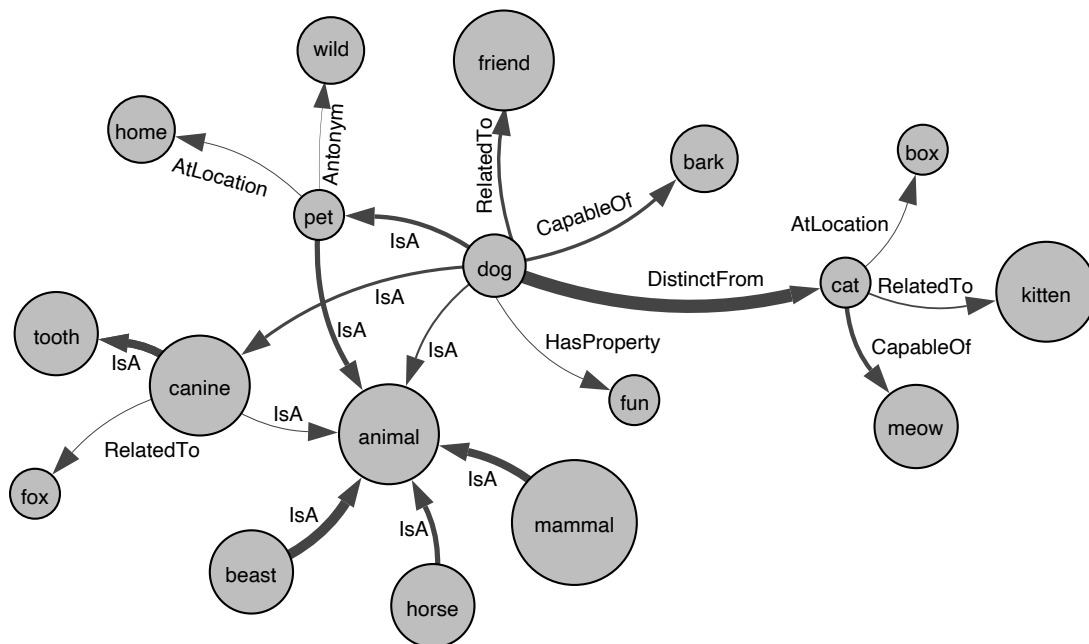 wild
friend
home
Antonym
RelatedTo
bark
box
AtLocation
pet
CapableOf
AtLocation
IsA
dog
DistinctFrom
cat
RelatedTo
kitten
IsA
tooth
IsA
IsA
IsA
HasProperty
CapableOf
canine
fun
IsA
animal
meow
RelatedTo
fox
IsA
IsA
IsA
mammal
beast
horse